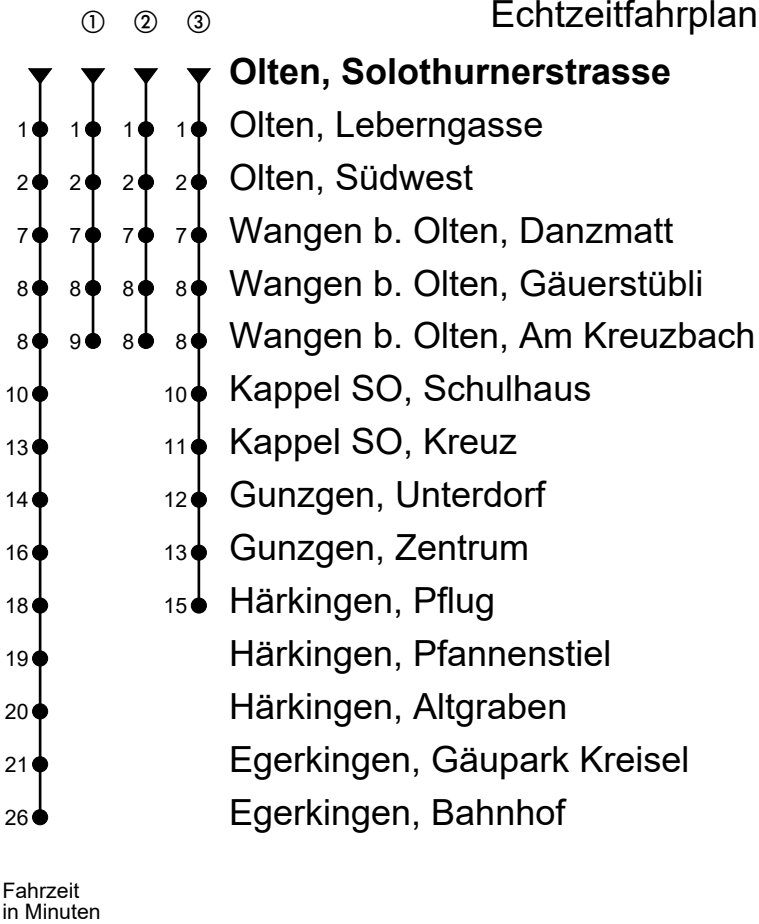 ① ② ③ Echtzeitfahrplan
Olten, Solothurnerstrasse
1 1 1 1 Olten, Leberngasse
2 2 2 2 Olten, Südwest
7 7 7 7 Wangen b. Olten, Danzmatt
8 8 8 8 Wangen b. Olten, Gäuerstübli
8 9 8 8 Wangen b. Olten, Am Kreuzbach
10 10 Kappel SO, Schulhaus
13 11 Kappel SO, Kreuz
14 12 Gunzgen, Unterdorf
16 13 Gunzgen, Zentrum
18 15 Härkingen, Pflug
19 Härkingen, Pfannenstiel
20 Härkingen, Altgraben
21 Egerkingen, Gäupark Kreisel
26 Egerkingen, Bahnhof
Fahrzeit
in Minuten